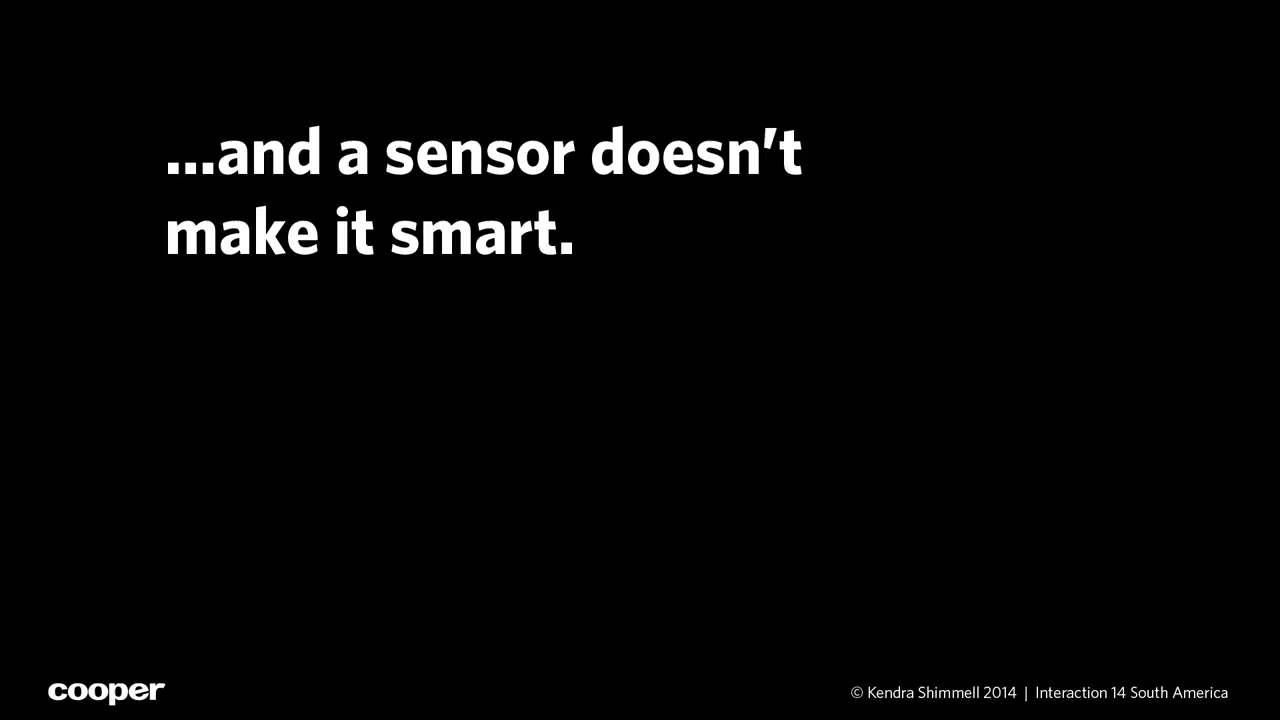 ...and a sensor doesn’t
make it smart.
cooper
© Kendra Shimmell 2014 | Interaction 14 South America